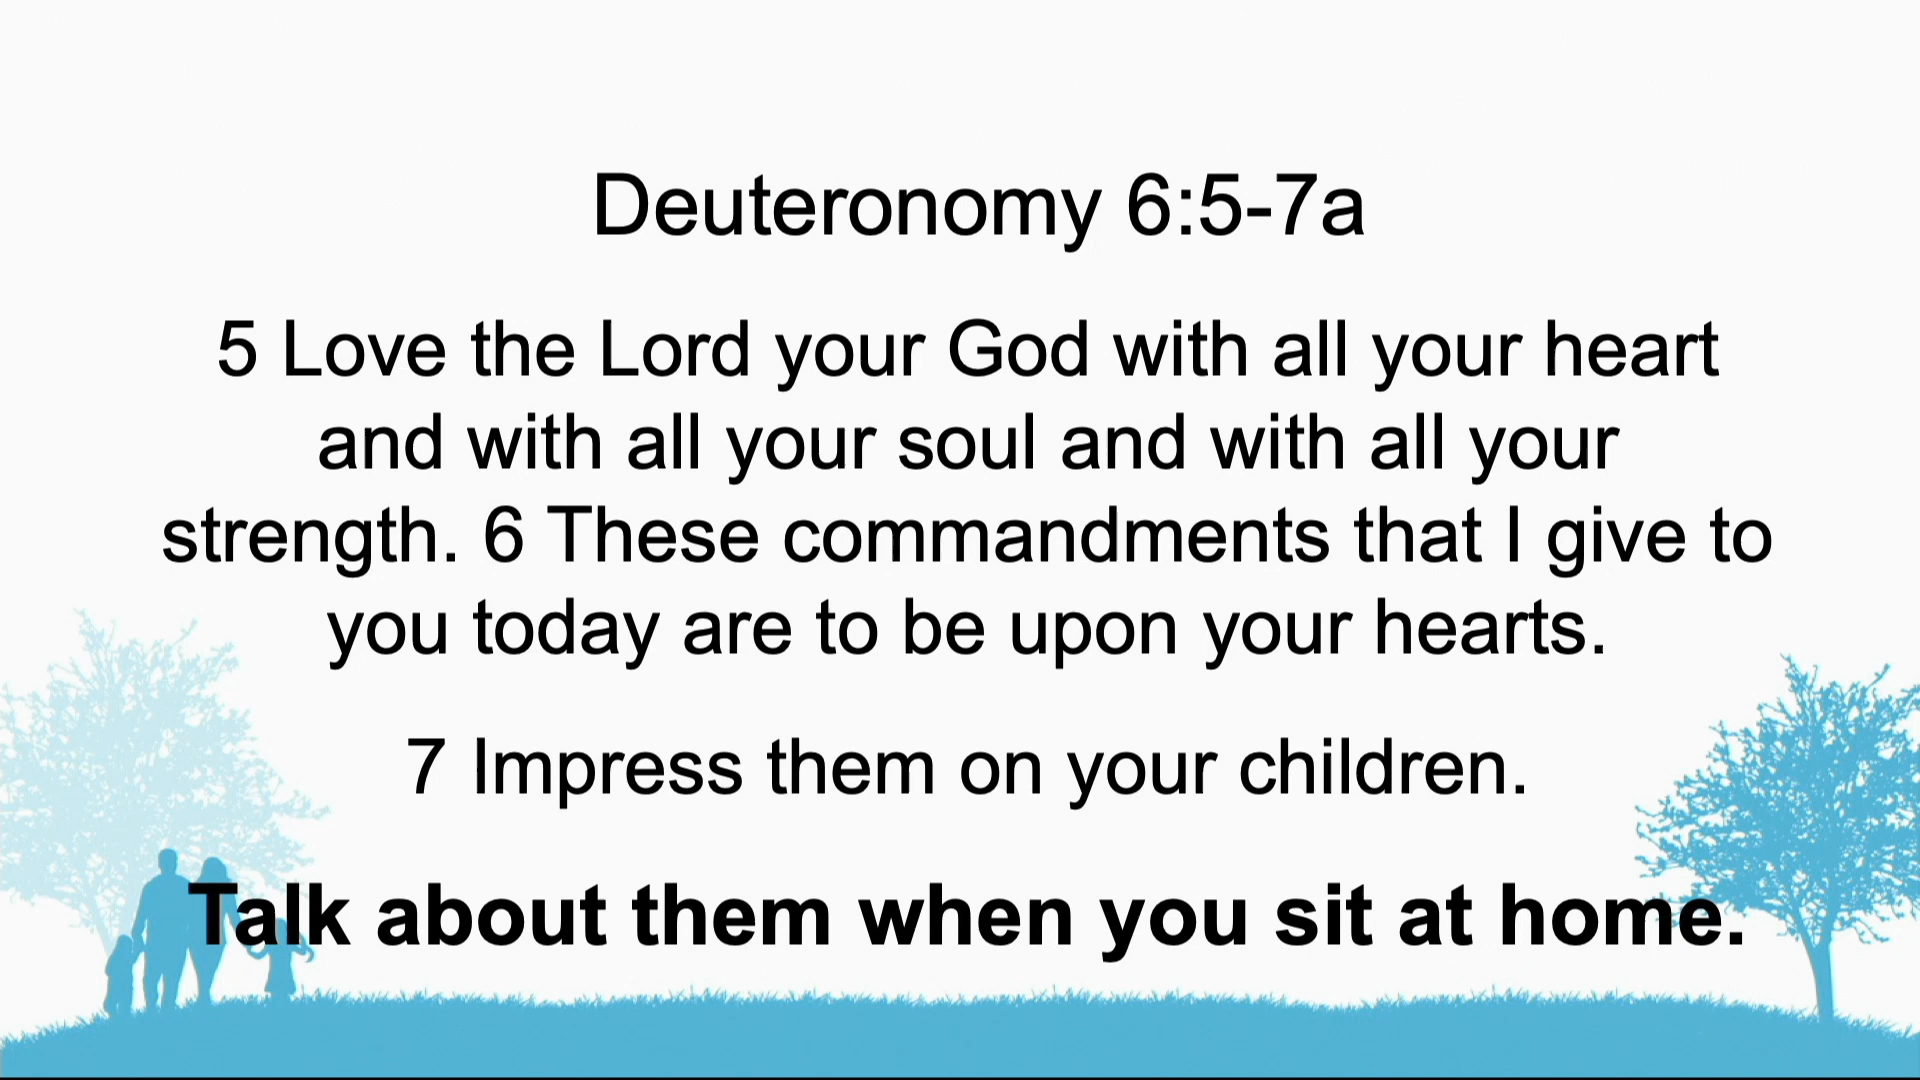 Deuteronomy 6:5-7a
5 Love the Lord your God with all your heart
and with all your soul and with all your
strength. 6 These commandments that I give to
you today are to be upon your hearts.
7 Impress them on your children.
Talk about them when you sit at home.